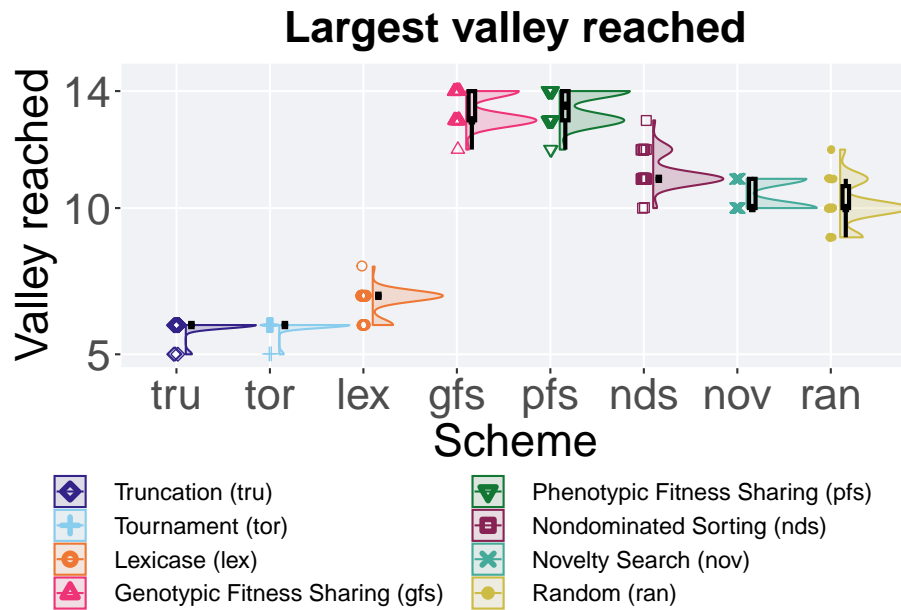 Largest valley reached
Valley reached
14
10
5
tru tor lex gfs pfs nds nov ran
Scheme
Truncation (tru)
Tournament (tor)
Lexicase (lex)
Genotypic Fitness Sharing (gfs)
Phenotypic Fitness Sharing (pfs)
Nondominated Sorting (nds)
Novelty Search (nov)
Random (ran)